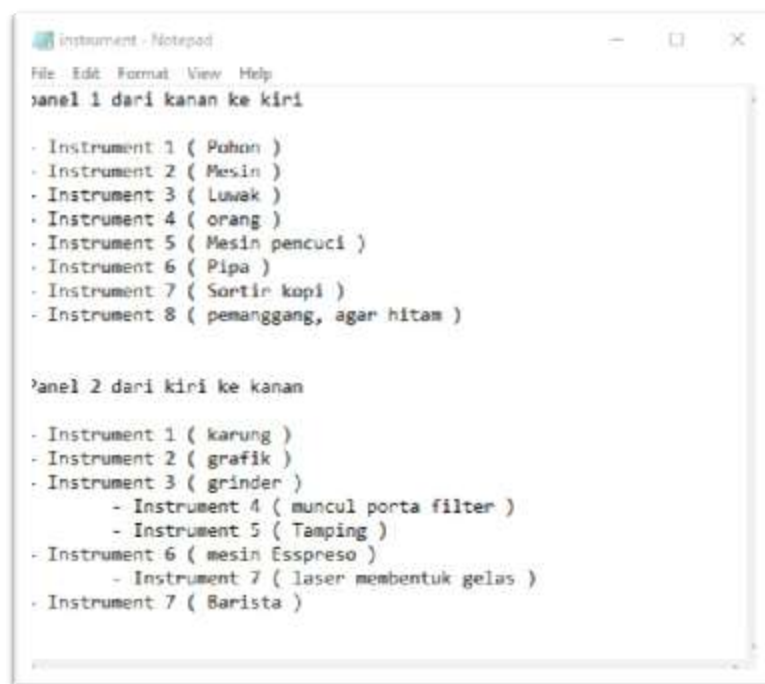 instrument - Notepad
File Edit Format View Help
panel 1 dari kanan ke kiri
- Instrument 1 ( Pohon )
- Instrument 2 ( Mesin )
- Instrument 3 ( Luwak )
- Instrument 4 ( orang )
- Instrument 5 ( Mesin pencuci )
- Instrument 6 ( Pipa )
- Instrument 7 ( Sortir kopi )
- Instrument 8 ( pemanggang, agar hitam )
Panel 2 dari kiri ke kanan
- Instrument 1 ( karung )
- Instrument 2 ( grafik )
- Instrument 3 ( grinder )
- Instrument 4 ( muncul porta filter )
- Instrument 5 ( Tamping )
- Instrument 6 ( mesin Esspreso )
- Instrument 7 ( laser membentuk gelas )
- Instrument 7 ( Barista )